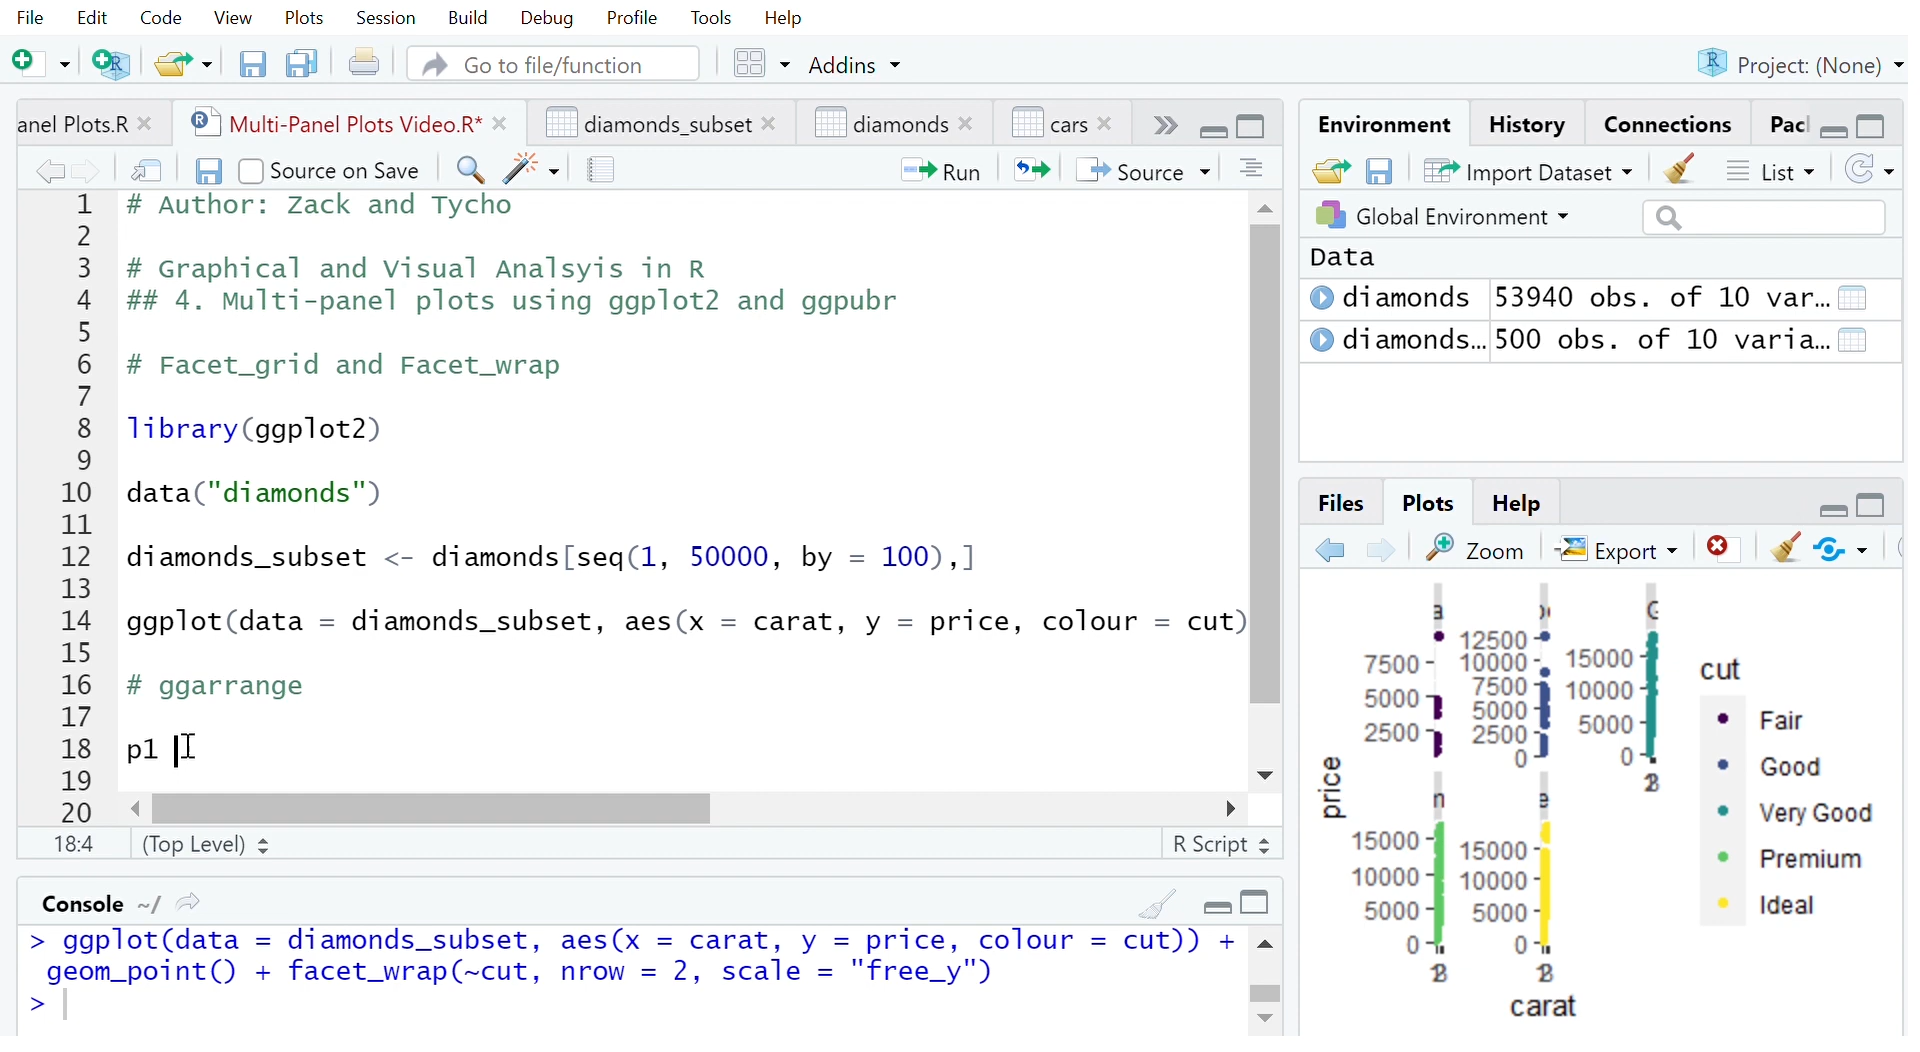 File Edit Code View Plots Session Build Debug Profile Tools Help
Go to file/function Addins Project: (None)
anel Plots.R Multi-Panel Plots Video.R* diamonds_subset diamonds cars
Source on Save Run Source
1 # Author: Zack and Tycho
2
3 # Graphical and Visual Analsyis in R
4 ## 4. Multi-panel plots using ggplot2 and ggpubr
5
6 # Facet_grid and Facet_wrap
7
8 library(ggplot2)
9
10 data("diamonds")
11
12 diamonds_subset <- diamonds[seq(1, 50000, by = 100),]
13
14 ggplot(data = diamonds_subset, aes(x = carat, y = price, colour = cut)
15
16 # ggarrange
17
18 p1
19
20
18:4 (Top Level) R Script
Console ~/
> ggplot(data = diamonds_subset, aes(x = carat, y = price, colour = cut)) +
geom_point() + facet_wrap(~cut, nrow = 2, scale = "free_y")
>
Environment History Connections Pac
Import Dataset List
Global Environment
Data
diamonds 53940 obs. of 10 var...
diamonds... 500 obs. of 10 varia...
Files Plots Help
Zoom Export
a
12500
10000
7500
5000
2500
0
7500
5000
2500
15000
10000
5000
0
price
n e
15000
10000
5000
0
15000
10000
5000
0
carat
cut
Fair
Good
Very Good
Premium
Ideal